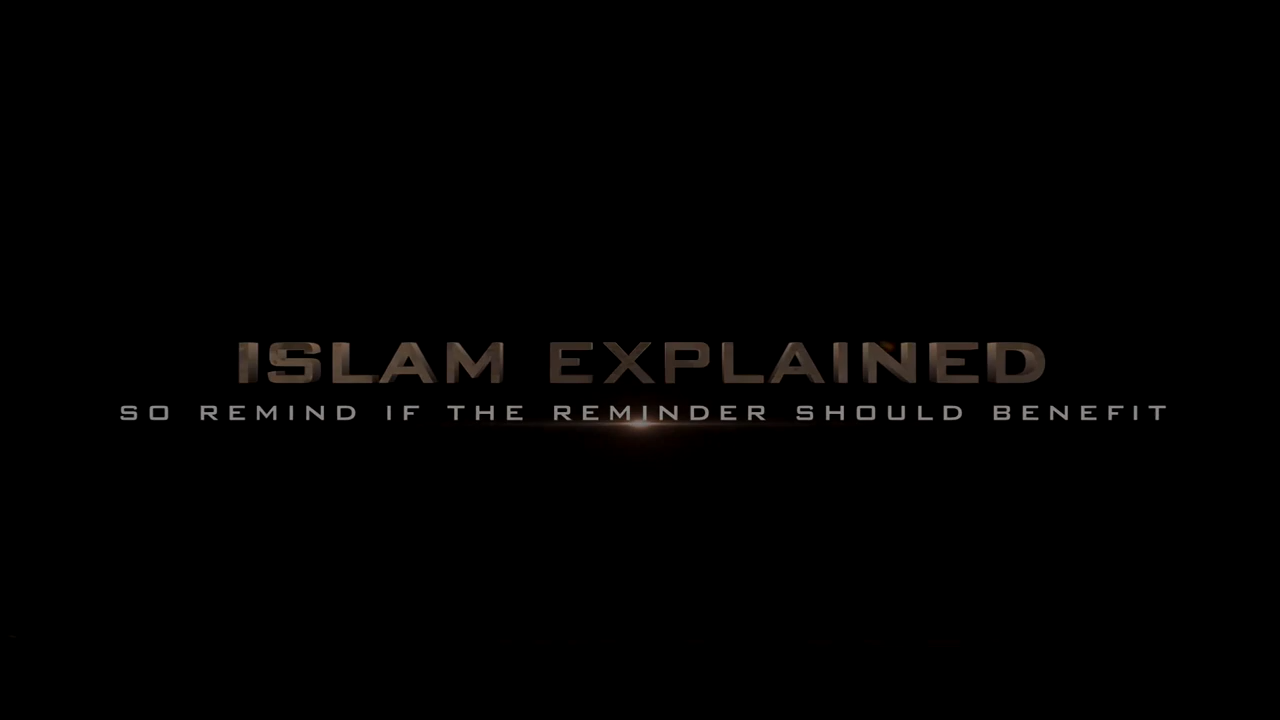 ISLAM EXPLAINED
SO REMIND IF THE REMINDER SHOULD BENEFIT